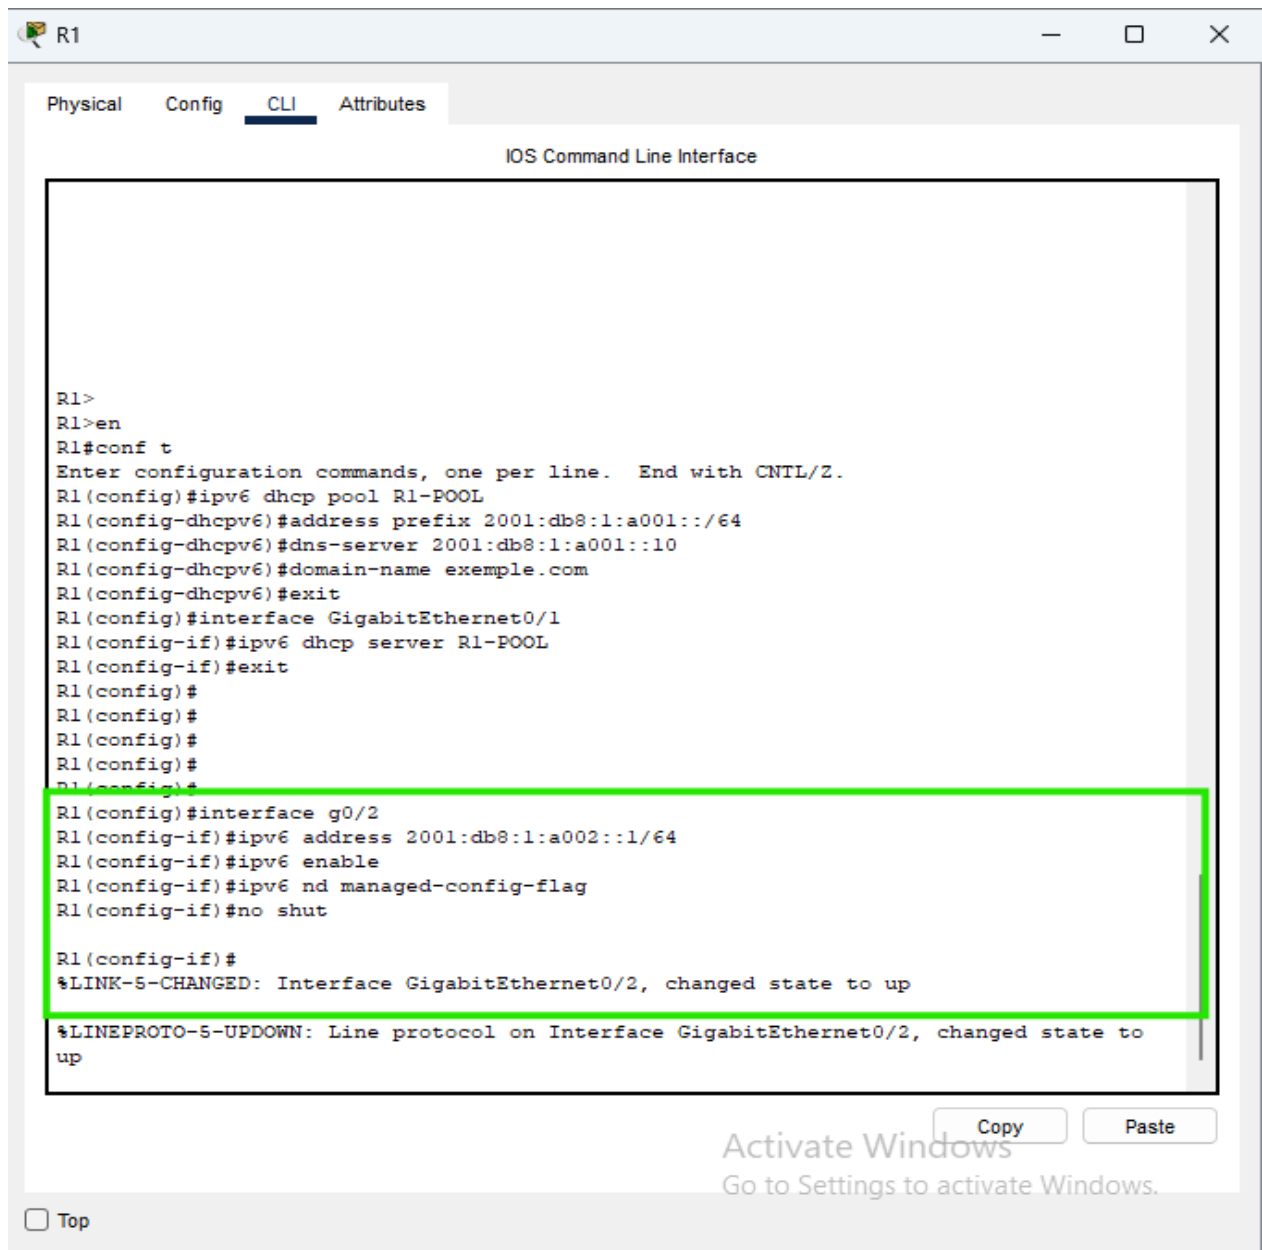 R1
Physical Config CLI Attributes
IOS Command Line Interface
R1>
R1>en
R1#conf t
Enter configuration commands, one per line.  End with CNTL/Z.
R1(config)#ipv6 dhcp pool R1-POOL
R1(config-dhcpv6)#address prefix 2001:db8:1:a001::/64
R1(config-dhcpv6)#dns-server 2001:db8:1:a001::10
R1(config-dhcpv6)#domain-name exemple.com
R1(config-dhcpv6)#exit
R1(config)#interface GigabitEthernet0/1
R1(config-if)#ipv6 dhcp server R1-POOL
R1(config-if)#exit
R1(config)#
R1(config)#
R1(config)#
R1(config)#
R1(config)#
R1(config)#interface g0/2
R1(config-if)#ipv6 address 2001:db8:1:a002::1/64
R1(config-if)#ipv6 enable
R1(config-if)#ipv6 nd managed-config-flag
R1(config-if)#no shut
R1(config-if)#
%LINK-5-CHANGED: Interface GigabitEthernet0/2, changed state to up
%LINEPROTO-5-UPDOWN: Line protocol on Interface GigabitEthernet0/2, changed state to
up
Copy Paste
Activate Windows
Go to Settings to activate Windows.
Top